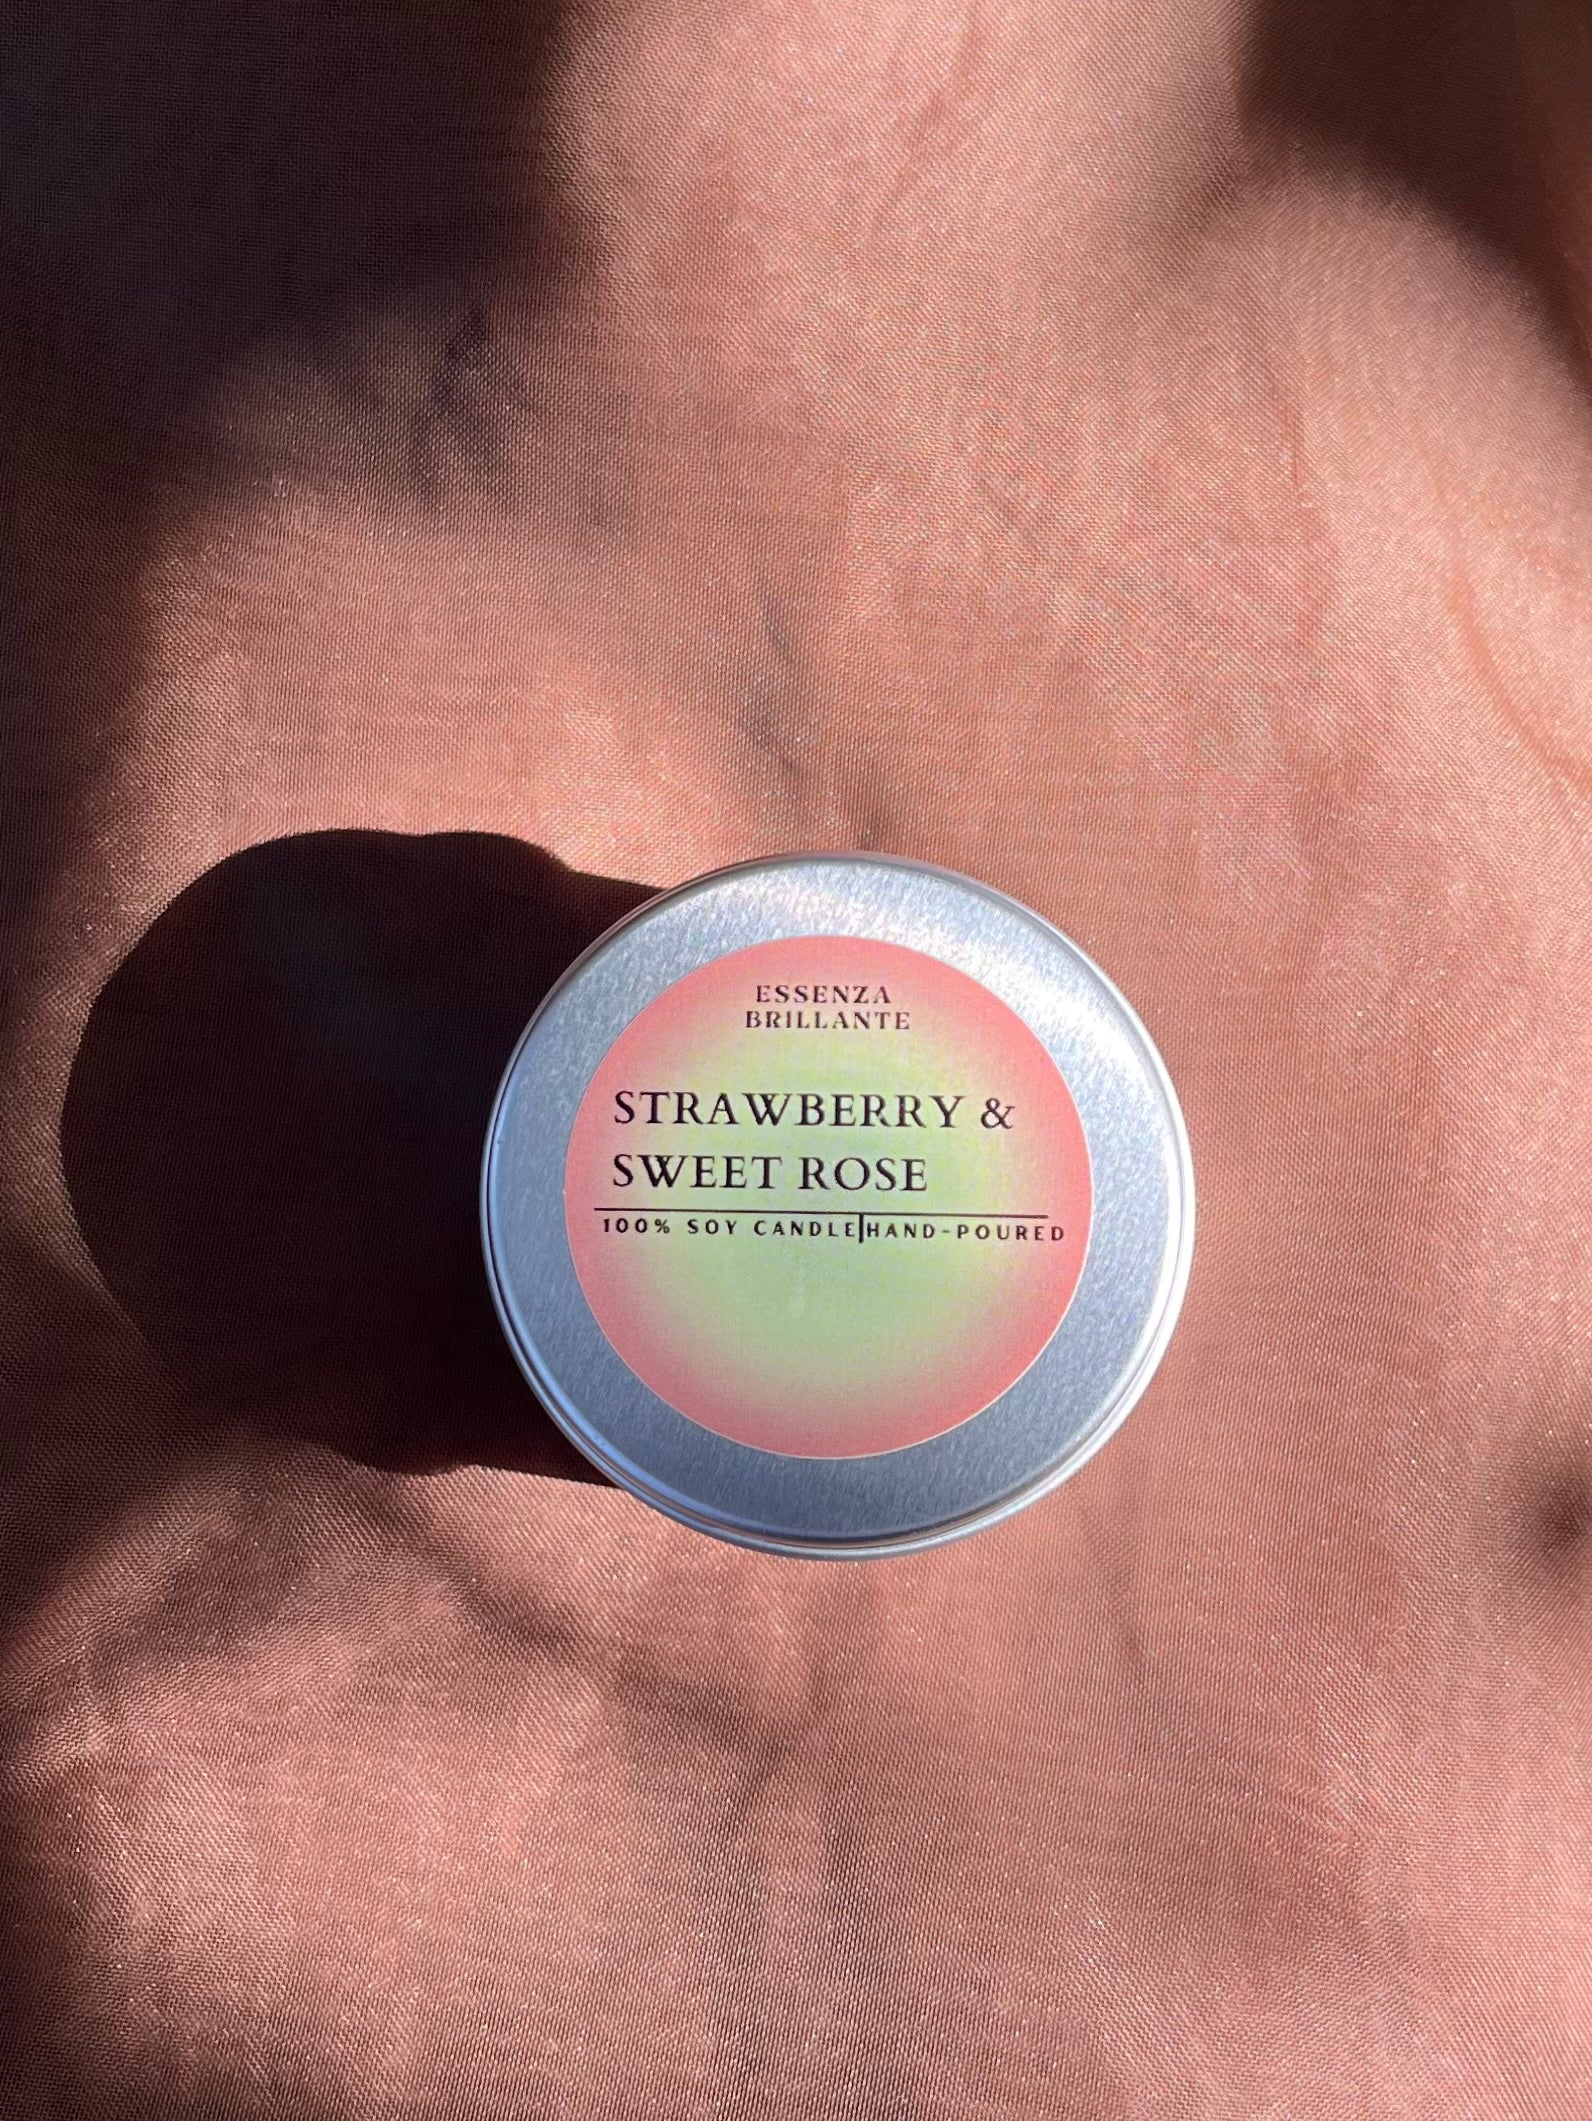 ESSENZA
BRILLANTE
STRAWBERRY &
SWEET ROSE
100% SOY CANDLE|HAND-POURED